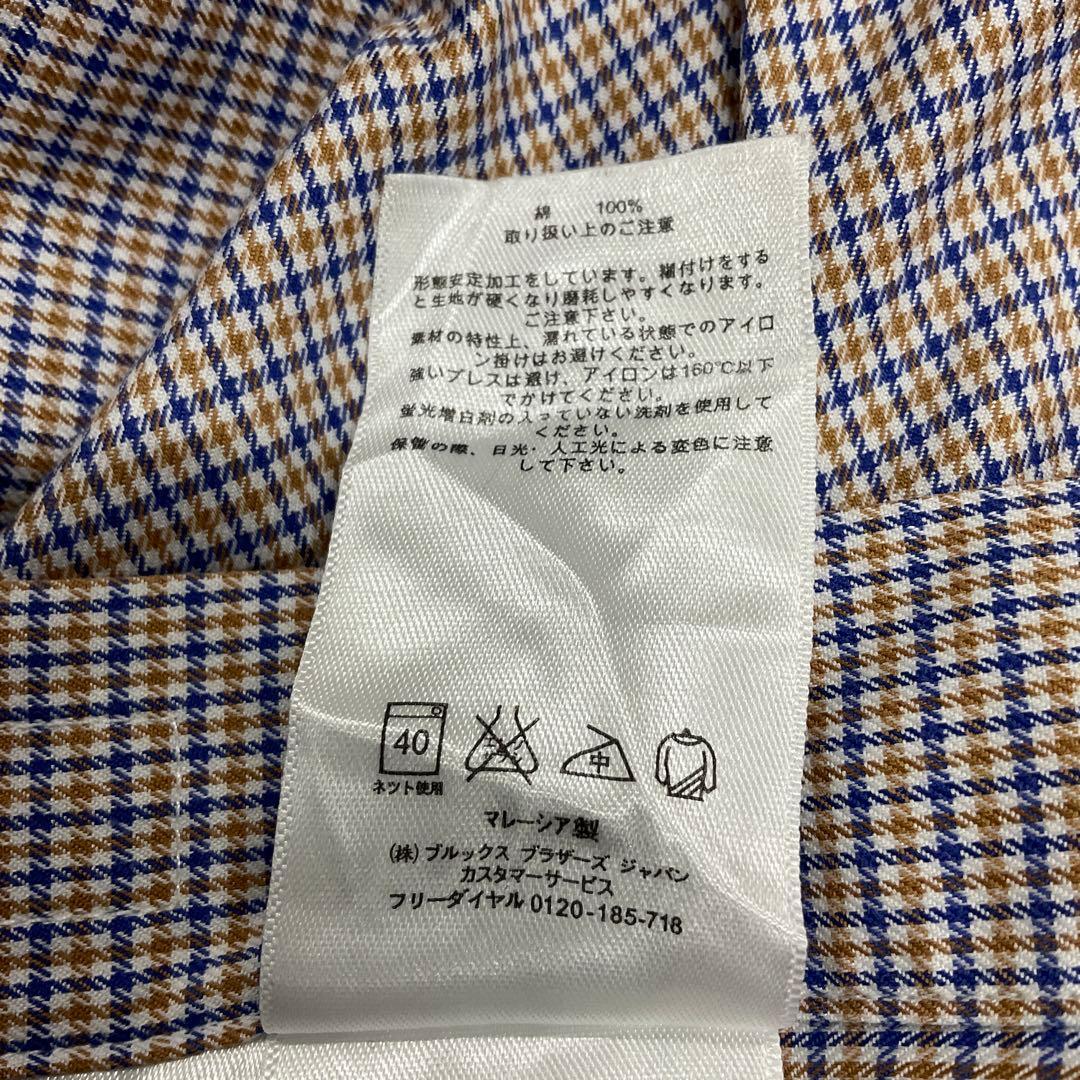 綿 100%
取り扱い上のご注意
形態安定加工をしています。糊付けをする
と生地が硬くなり磨耗しやすくなります。
ご注意下さい。
素材の特性上、濡れている状態でのアイロ
ン掛けはお避けください。
強いプレスは避け、アイロンは160℃以下
でかけてください。
蛍光増白剤の入っていない洗剤を使用して
ください。
保管の際、日光・人工光による変色に注意
して下さい。
40
中
ネット使用
マレーシア製
(株)ブルックス ブラザーズ ジャパン
カスタマーサービス
フリーダイヤル 0120-185-718